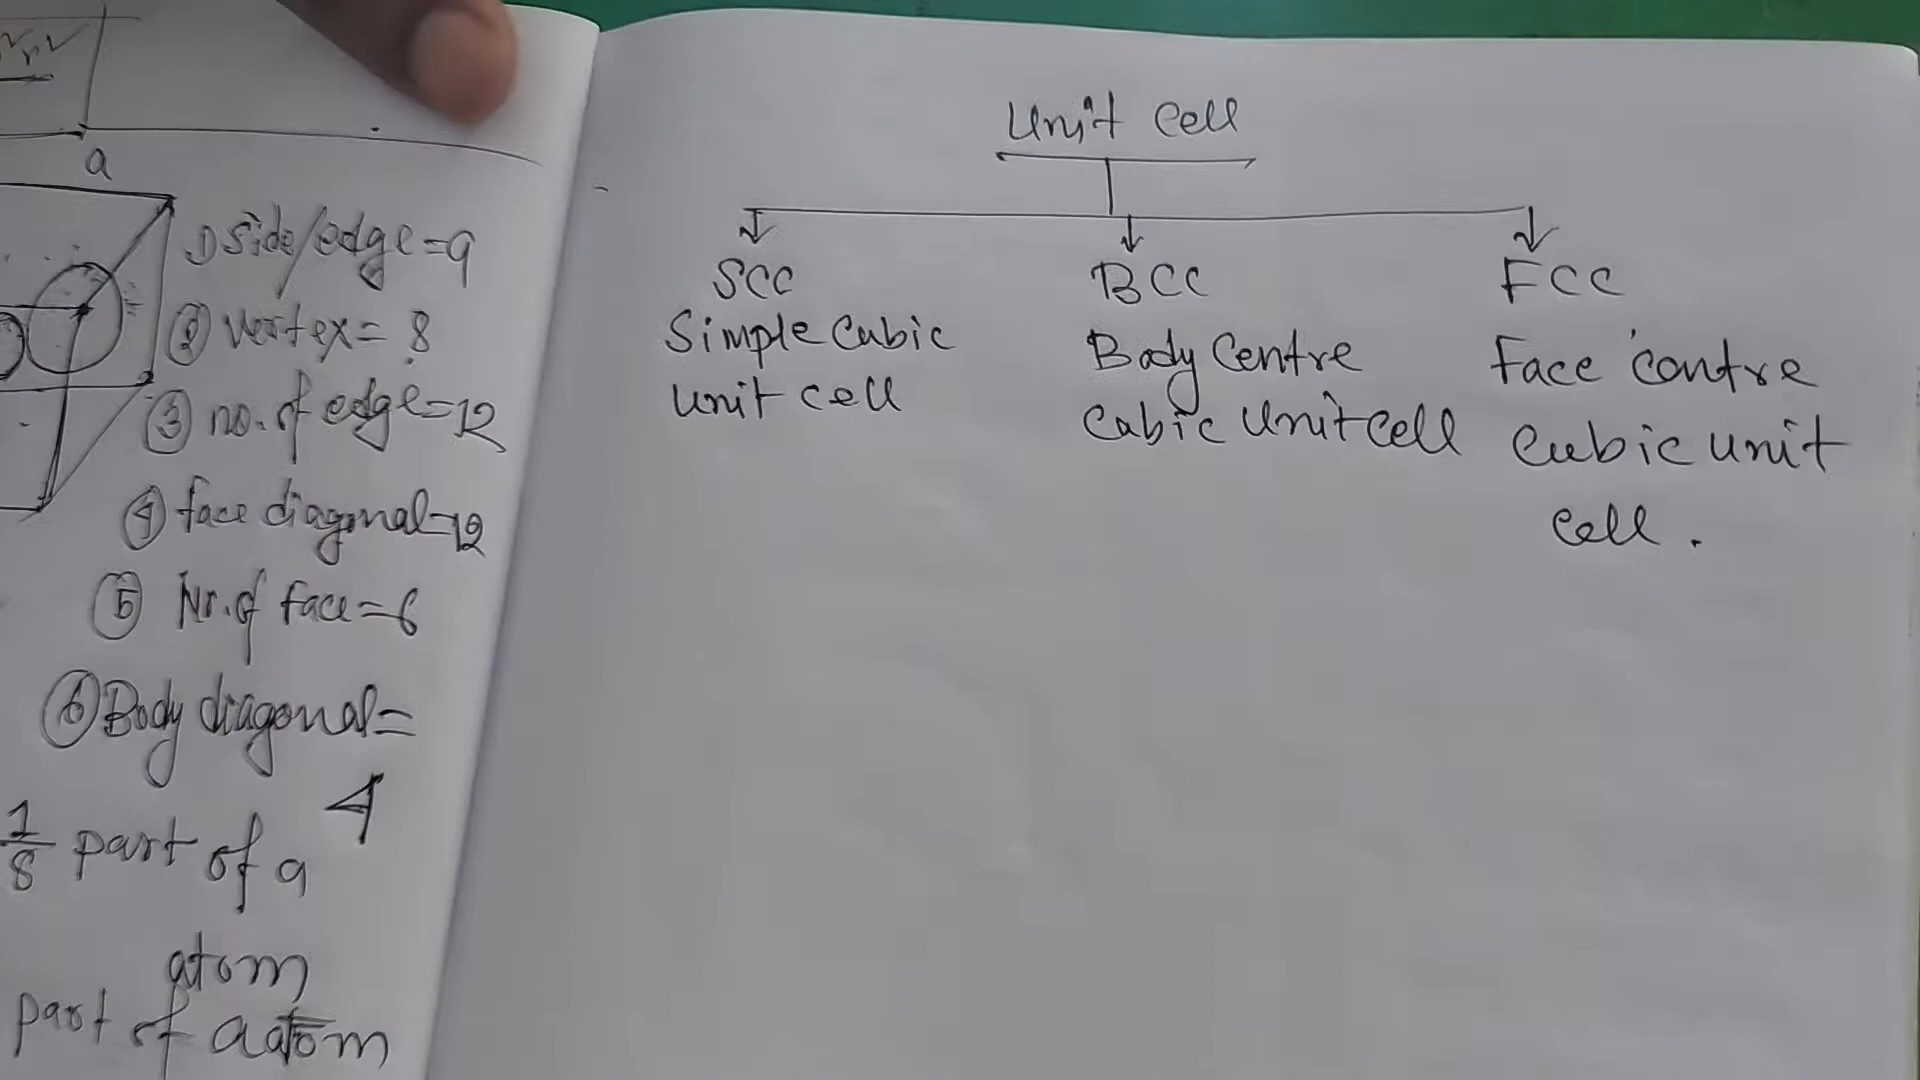 a
1) Side/edge=a
② vertex= 8
③ no. of edge=12
④ face diagonal=12
⑤ Nr. of face=6
⑥ Body diagonal=
4
1/8 part of a
atom
part of a atom
Unit Cell
SCC
Simple Cubic
Unit cell
BCC
Body Centre
Cubic Unit Cell
FCC
Face Centre
Cubic unit
Cell.